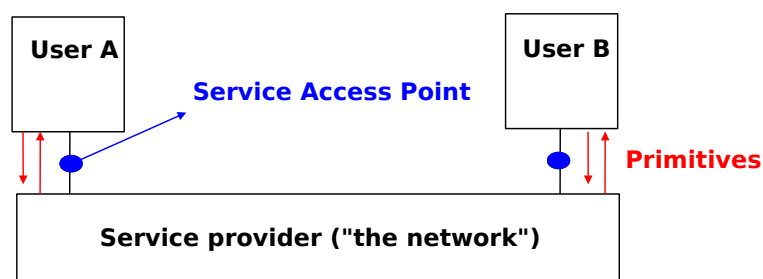 User A
User B
Service Access Point
Primitives
Service provider ("the network")